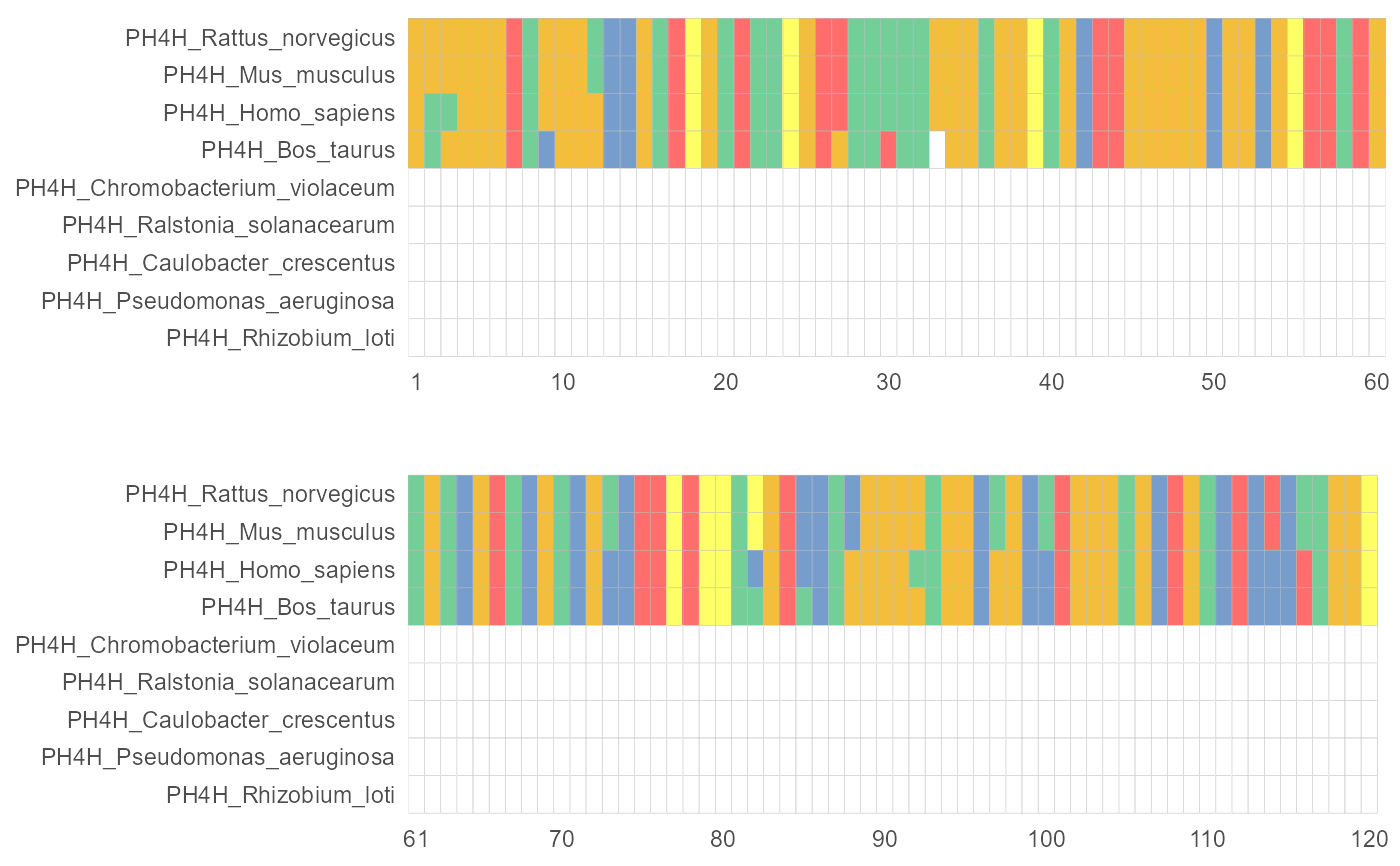 PH4H_Rattus_norvegicus
PH4H_Mus_musculus
PH4H_Homo_sapiens
PH4H_Bos_taurus
PH4H_Chromobacterium_violaceum
PH4H_Ralstonia_solanacearum
PH4H_Caulobacter_crescentus
PH4H_Pseudomonas_aeruginosa
PH4H_Rhizobium_loti
1 10 20 30 40 50 60
PH4H_Rattus_norvegicus
PH4H_Mus_musculus
PH4H_Homo_sapiens
PH4H_Bos_taurus
PH4H_Chromobacterium_violaceum
PH4H_Ralstonia_solanacearum
PH4H_Caulobacter_crescentus
PH4H_Pseudomonas_aeruginosa
PH4H_Rhizobium_loti
61 70 80 90 100 110 120